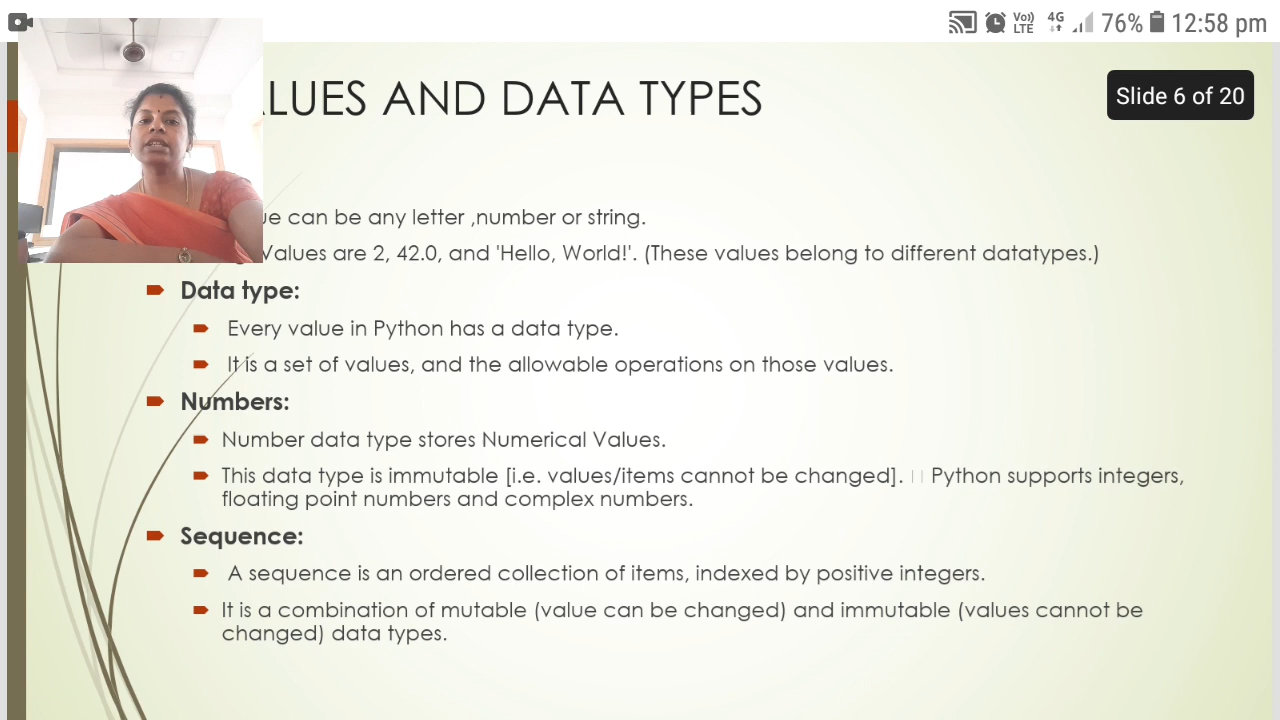 Vo)) 4G 76% 12:58 pm
LTE
LUES AND DATA TYPES
Slide 6 of 20
ue can be any letter ,number or string.
Values are 2, 42.0, and 'Hello, World!'. (These values belong to different datatypes.)
Data type:
Every value in Python has a data type.
It is a set of values, and the allowable operations on those values.
Numbers:
Number data type stores Numerical Values.
This data type is immutable [i.e. values/items cannot be changed]. Python supports integers,
floating point numbers and complex numbers.
Sequence:
A sequence is an ordered collection of items, indexed by positive integers.
It is a combination of mutable (value can be changed) and immutable (values cannot be
changed) data types.